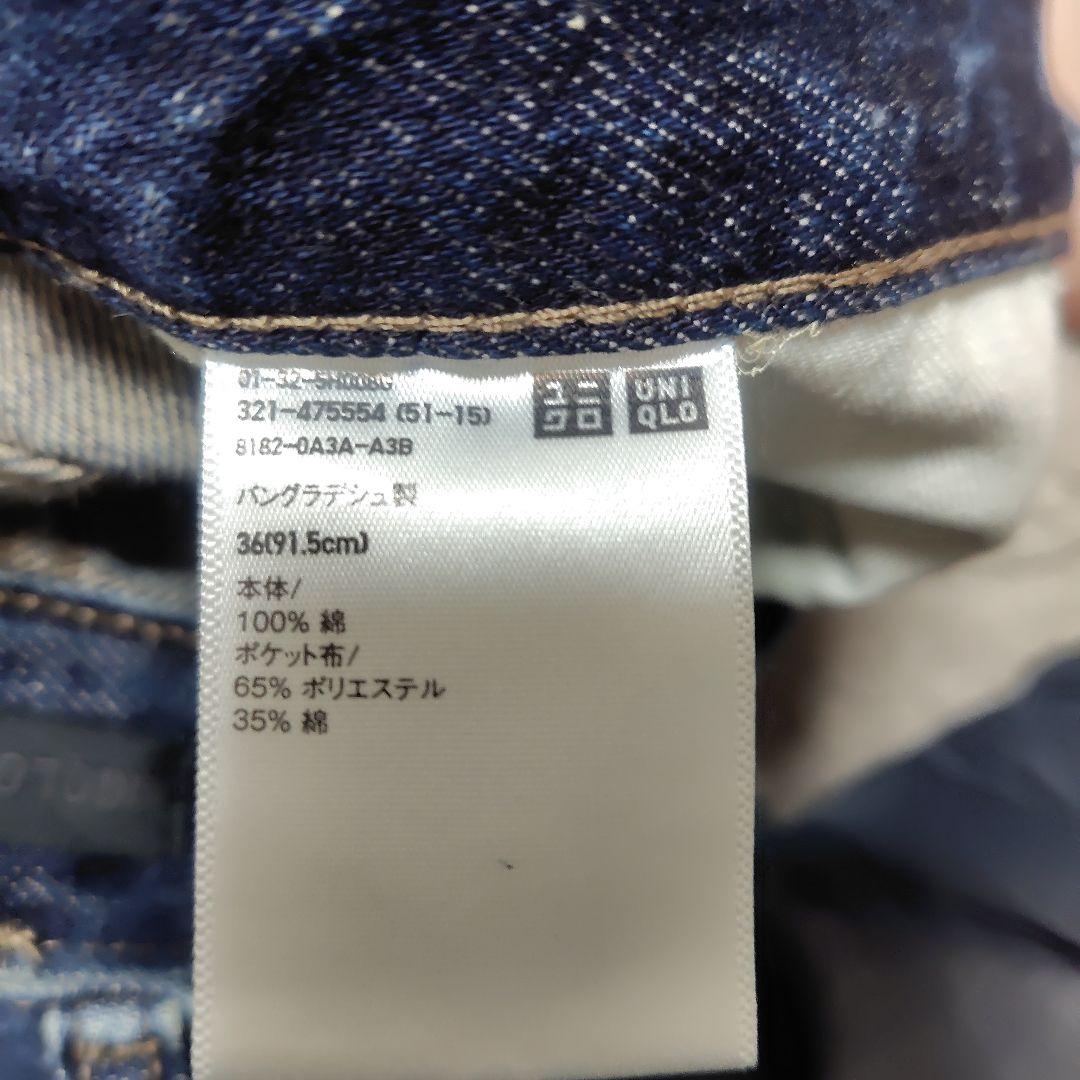 321-475554 (51-15)
ユニ
クロ
UNI
QLO
8182-0A3A-A3B
バングラデシュ製
36(91.5cm)
本体/
100% 綿
ポケット布/
65% ポリエステル
35% 綿